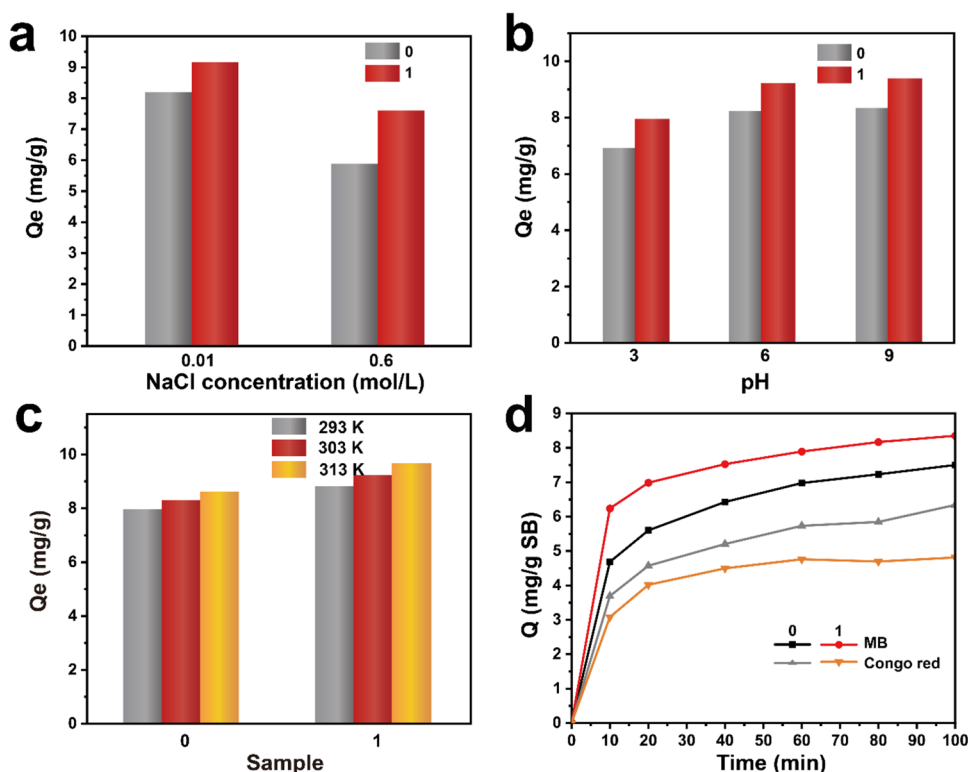 a
Qe (mg/g)
10
9
8
7
6
5
4
3
2
1
0
0
1
0.01
0.6
NaCl concentration (mol/L)
b
Qe (mg/g)
10
8
6
4
2
0
0
1
3
6
9
pH
c
Qe (mg/g)
10
8
6
4
2
0
293 K
303 K
313 K
0
1
Sample
d
Q (mg/g SB)
9
8
7
6
5
4
3
2
1
0
0 1
MB
Congo red
0 10 20 30 40 50 60 70 80 90 100
Time (min)